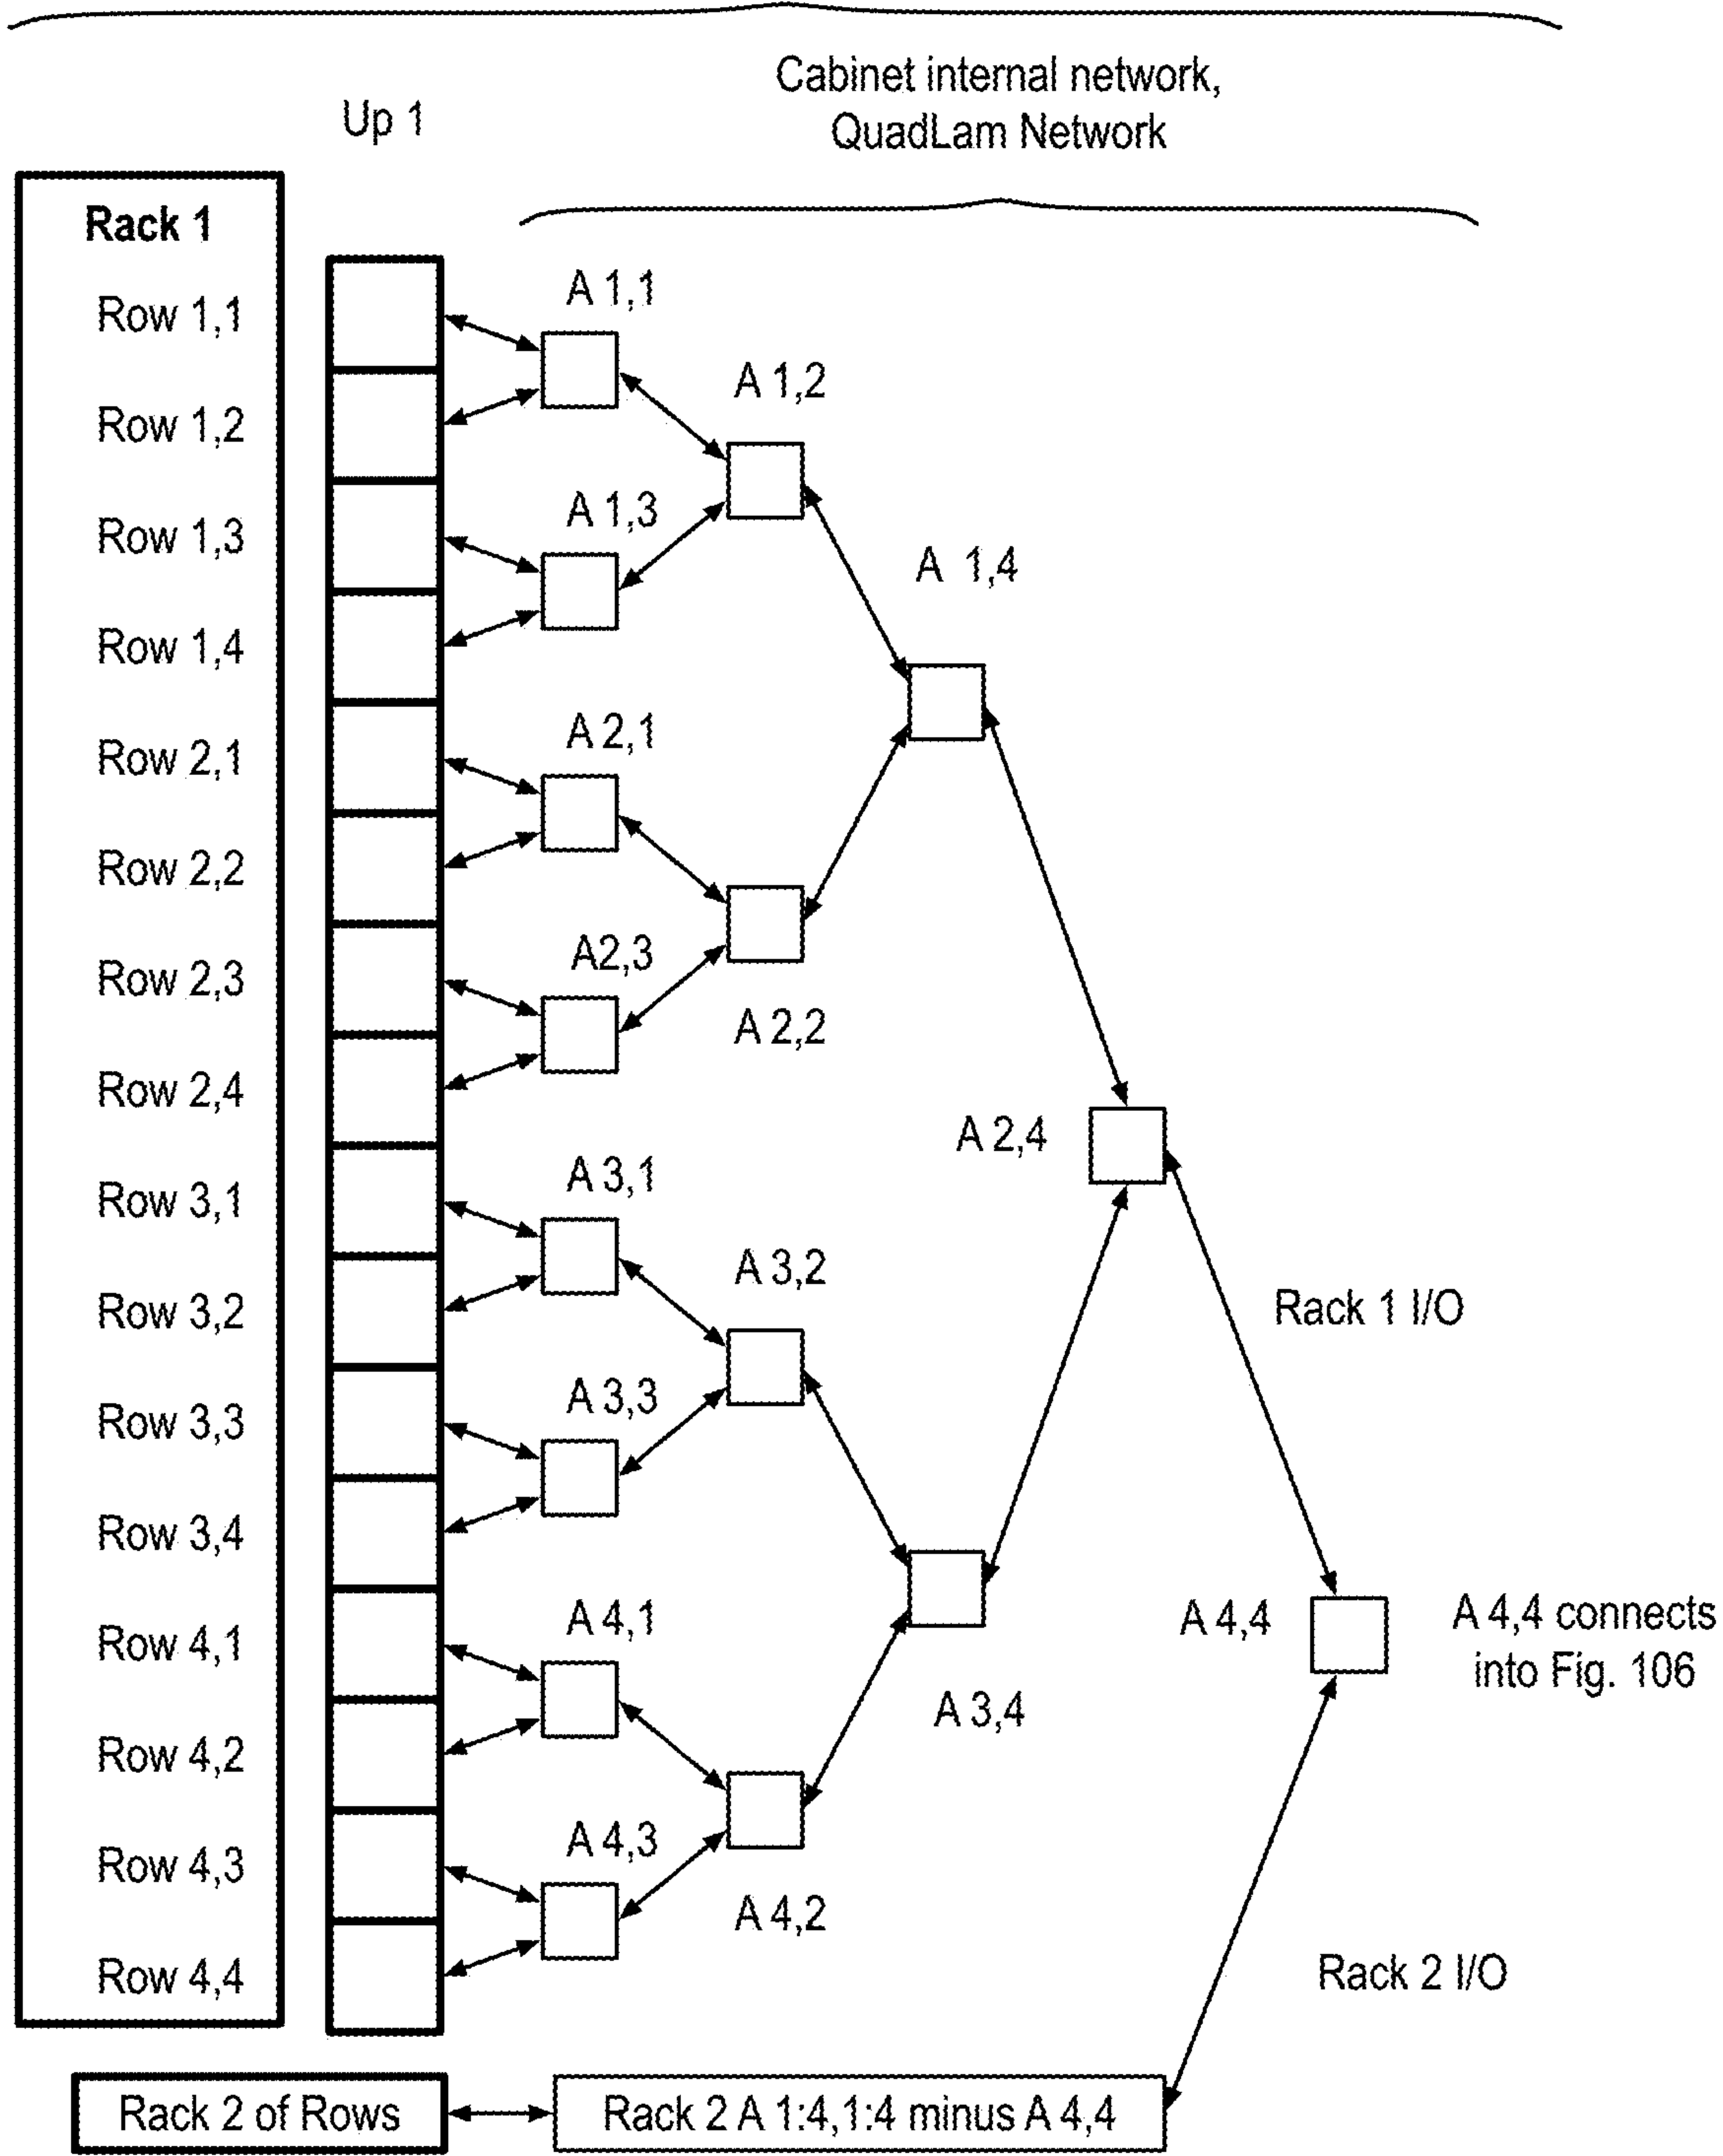 Cabinet internal network,
QuadLam Network
Up 1
Rack 1
Row 1,1
Row 1,2
Row 1,3
Row 1,4
Row 2,1
Row 2,2
Row 2,3
Row 2,4
Row 3,1
Row 3,2
Row 3,3
Row 3,4
Row 4,1
Row 4,2
Row 4,3
Row 4,4
A 1,1
A 1,2
A 1,3
A 1,4
A 2,1
A2,3
A 2,2
A 2,4
A 3,1
A 3,2
A 3,3
A 3,4
A 4,1
A 4,3
A 4,2
Rack 1 I/O
A 4,4
A 4,4 connects
into Fig. 106
Rack 2 I/O
Rack 2 of Rows
Rack 2 A 1:4,1:4 minus A 4,4